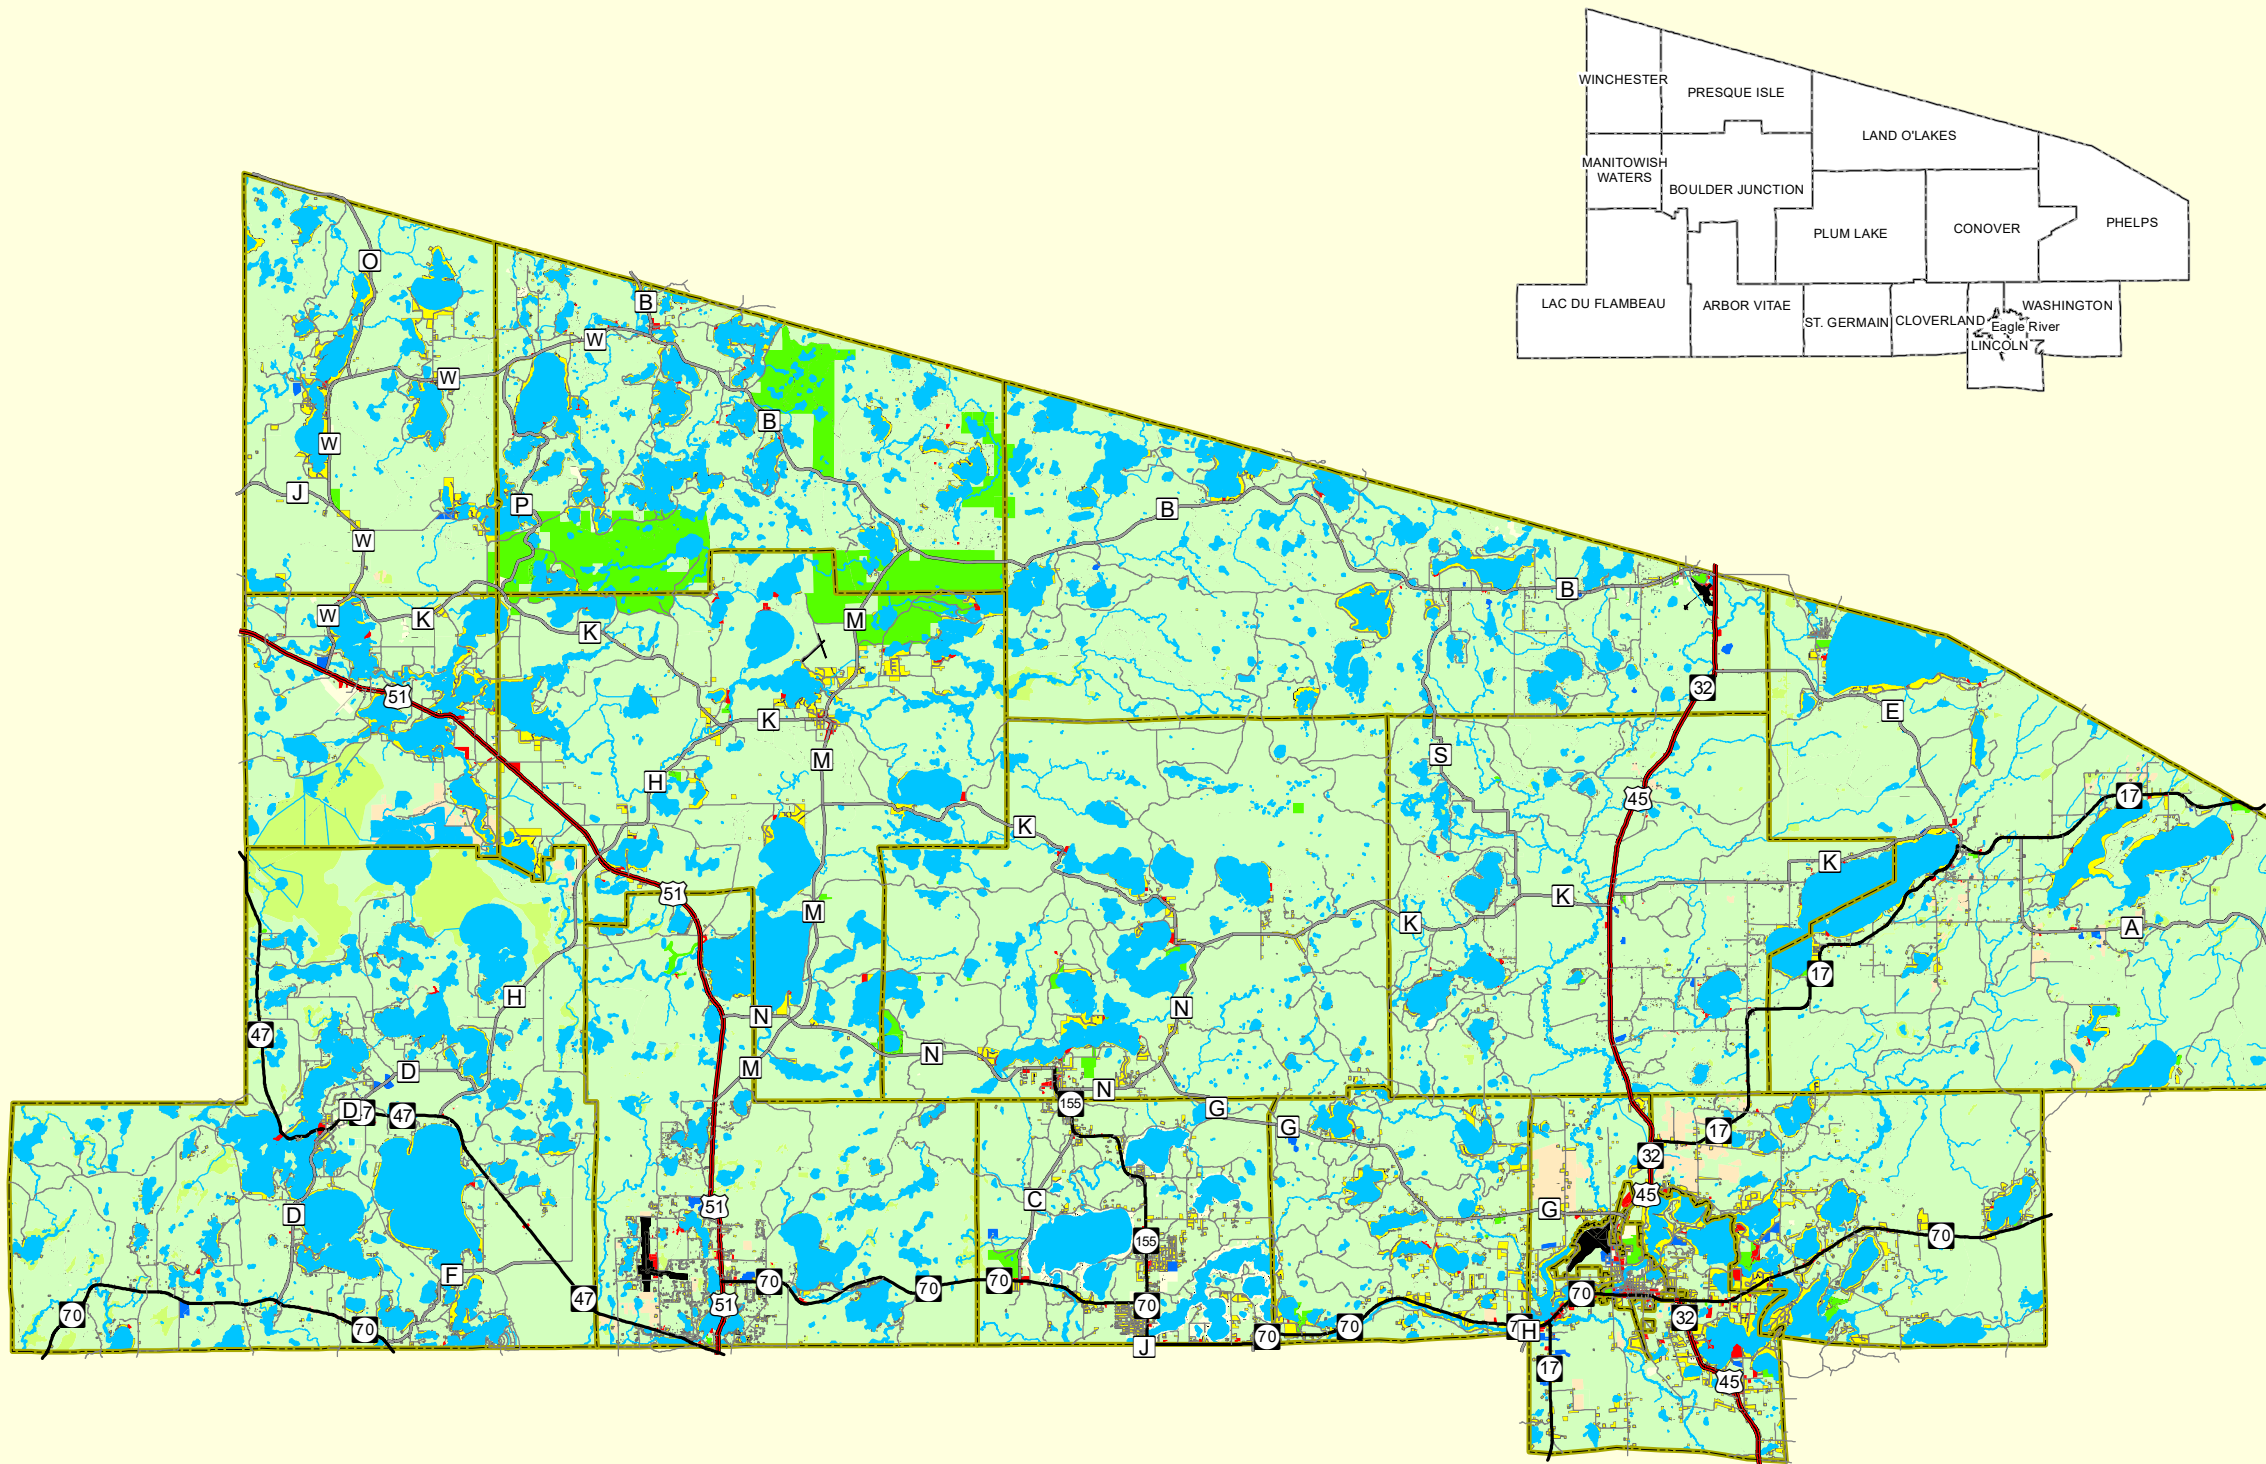 WINCHESTER
PRESQUE ISLE
LAND O'LAKES
MANITOWISH
WATERS
BOULDER JUNCTION
PLUM LAKE
CONOVER
PHELPS
LAC DU FLAMBEAU
ARBOR VITAE
ST. GERMAIN
CLOVERLAND
WASHINGTON
Eagle River
LINCOLN
O
B
W
W
B
W
J
P
B
W
B
W
K
K
M
51
32
E
K
M
S
H
45
17
K
K
51
M
K
K
A
H
17
47
N
N
N
M
D
N
D
47
155
G
G
17
32
C
45
51
D
G
70
155
F
70
70
70
47
51
70
70
70
32
70
70
70
H
J
17
45